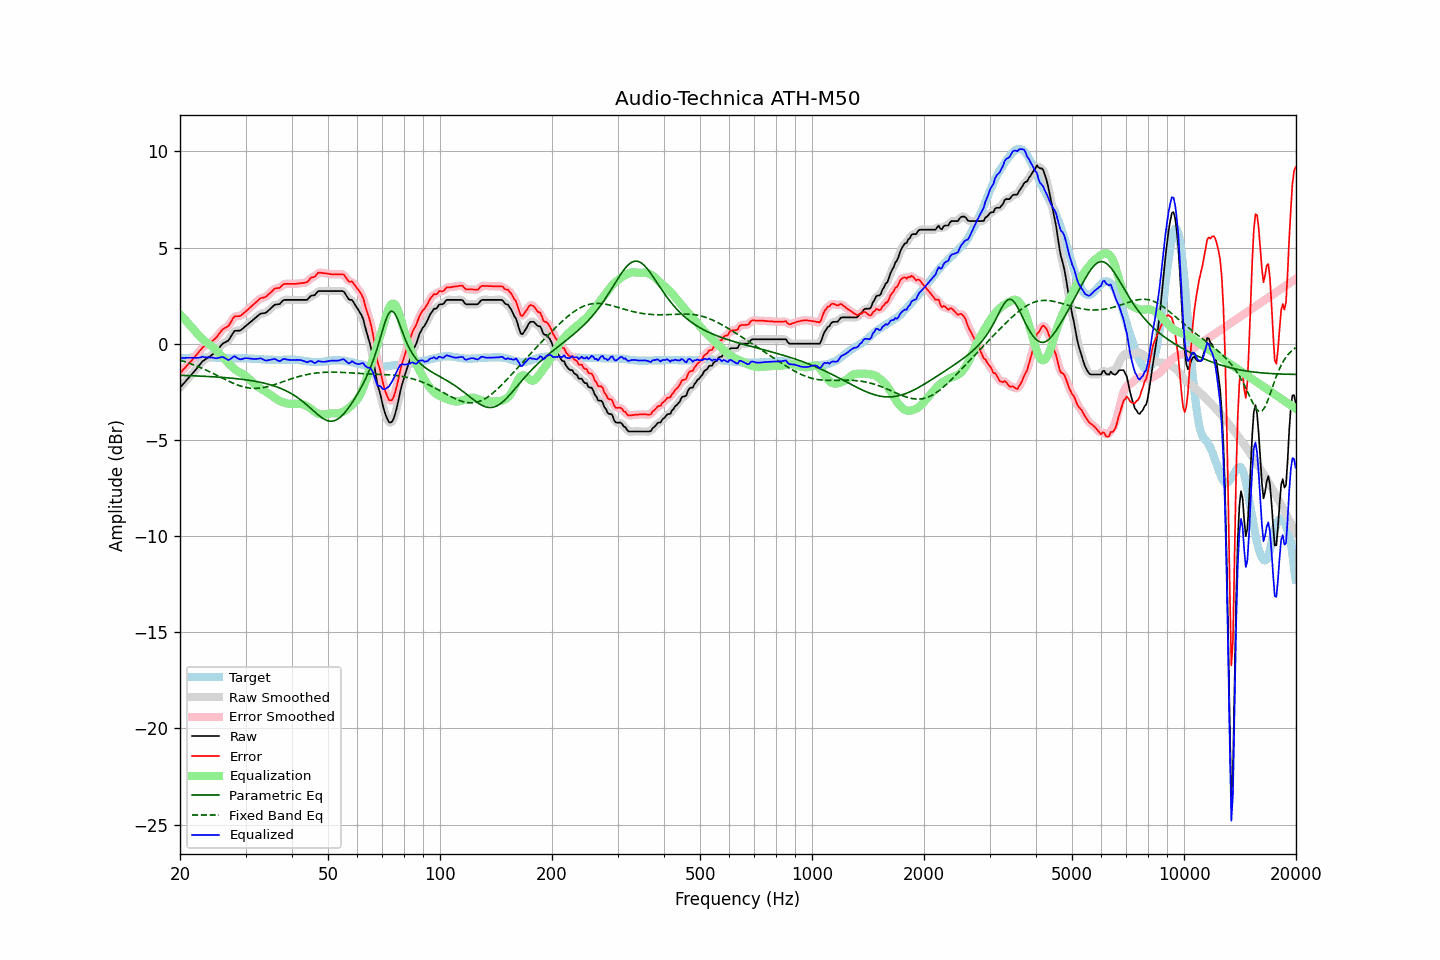 Audio-Technica ATH-M50
10
5
0
−5
−10
−15
−20
−25
Amplitude (dBr)
Target
Raw Smoothed
Error Smoothed
Raw
Error
Equalization
Parametric Eq
Fixed Band Eq
Equalized
20 50 100 200 500 1000 2000 5000 10000 20000
Frequency (Hz)